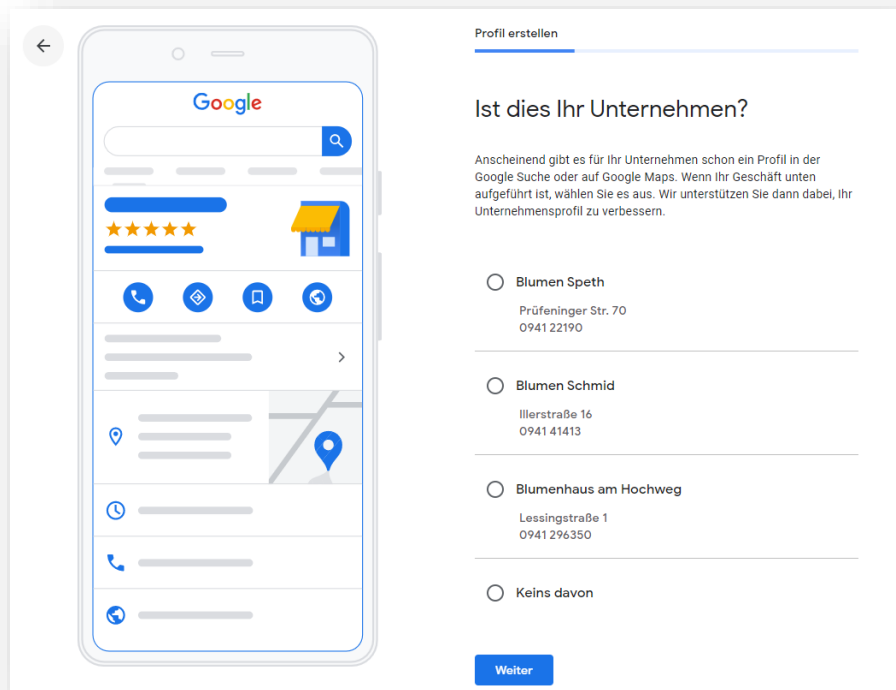 Google
Profil erstellen
Ist dies Ihr Unternehmen?
Anscheinend gibt es für Ihr Unternehmen schon ein Profil in der
Google Suche oder auf Google Maps. Wenn Ihr Geschäft unten
aufgeführt ist, wählen Sie es aus. Wir unterstützen Sie dann dabei, Ihr
Unternehmensprofil zu verbessern.
Blumen Speth
Prüfeninger Str. 70
0941 22190
Blumen Schmid
Illerstraße 16
0941 41413
Blumenhaus am Hochweg
Lessingstraße 1
0941 296350
Keins davon
Weiter